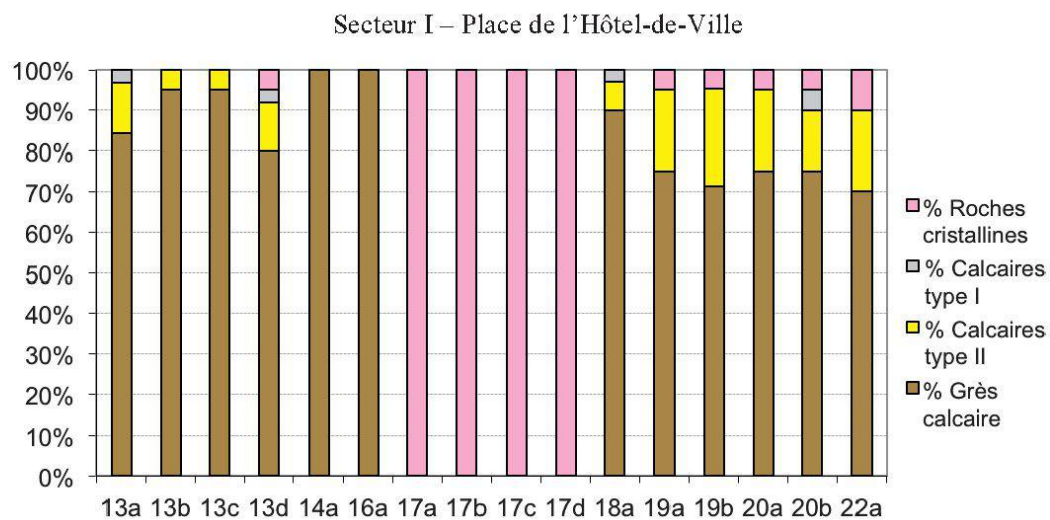 Secteur I – Place de l'Hôtel-de-Ville
100%
90%
80%
70%
60%
50%
40%
30%
20%
10%
0%
13a 13b 13c 13d 14a 16a 17a 17b 17c 17d 18a 19a 19b 20a 20b 22a
% Roches
cristallines
% Calcaires
type I
% Calcaires
type II
% Grès
calcaire